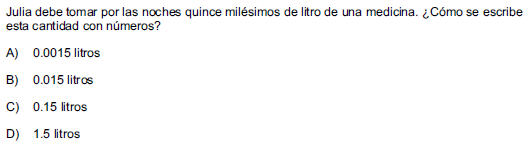 Julia debe tomar por las noches quince milésimos de litro de una medicina. ¿Cómo se escribe
esta cantidad con números?
A) 0.0015 litros
B) 0.015 litros
C) 0.15 litros
D) 1.5 litros